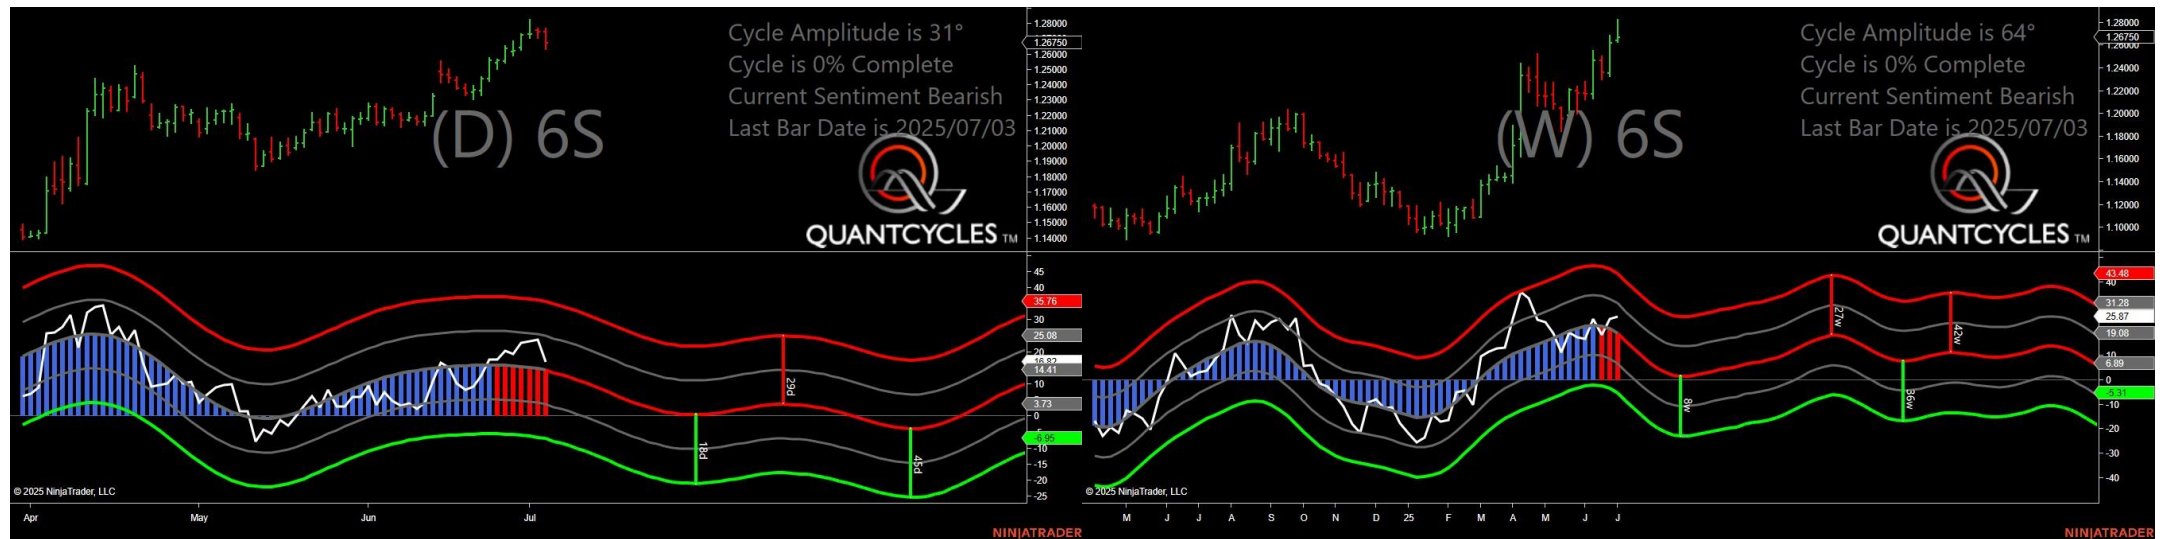 Cycle Amplitude is 31°
Cycle is 0% Complete
Current Sentiment Bearish
Last Bar Date is 2025/07/03
(D) 6S
QUANTCYCLES TM
1.28000
1.26750
1.26000
1.25000
1.24000
1.23000
1.22000
1.21000
1.20000
1.19000
1.18000
1.17000
1.16000
1.15000
1.14000
45
40
35.76
30
25.08
20
16.82
14.41
10
3.73
0
-5
-6.95
-10
-15
-20
-25
18d
29d
45d
© 2025 NinjaTrader, LLC
Apr
May
Jun
Jul
NINJATRADER
Cycle Amplitude is 64°
Cycle is 0% Complete
Current Sentiment Bearish
Last Bar Date is 2025/07/03
(W) 6S
QUANTCYCLES TM
1.28000
1.26750
1.26000
1.24000
1.22000
1.20000
1.18000
1.16000
1.14000
1.12000
1.10000
43.48
40
31.28
25.87
19.08
10
6.89
0
-5.31
-10
-20
-30
-40
8w
27w
36w
42w
© 2025 NinjaTrader, LLC
M
J
J
A
S
O
N
D
25
F
M
A
M
J
J
NINJATRADER